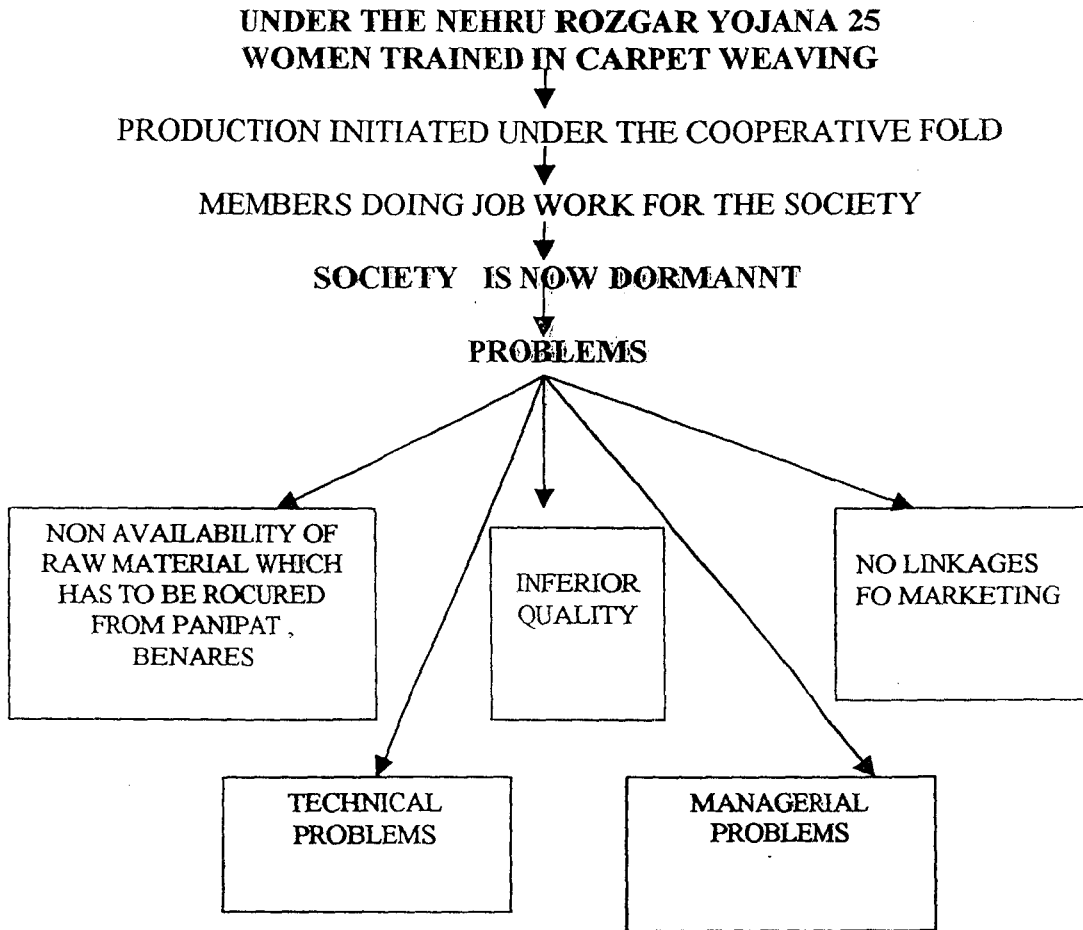 UNDER THE NEHRU ROZGAR YOJANA 25
WOMEN TRAINED IN CARPET WEAVING
PRODUCTION INITIATED UNDER THE COOPERATIVE FOLD
MEMBERS DOING JOB WORK FOR THE SOCIETY
SOCIETY IS NOW DORMANNT
PROBLEMS
NON AVAILABILITY OF
RAW MATERIAL WHICH
HAS TO BE ROCURED
FROM PANIPAT ,
BENARES
INFERIOR
QUALITY
NO LINKAGES
FO MARKETING
TECHNICAL
PROBLEMS
MANAGERIAL
PROBLEMS